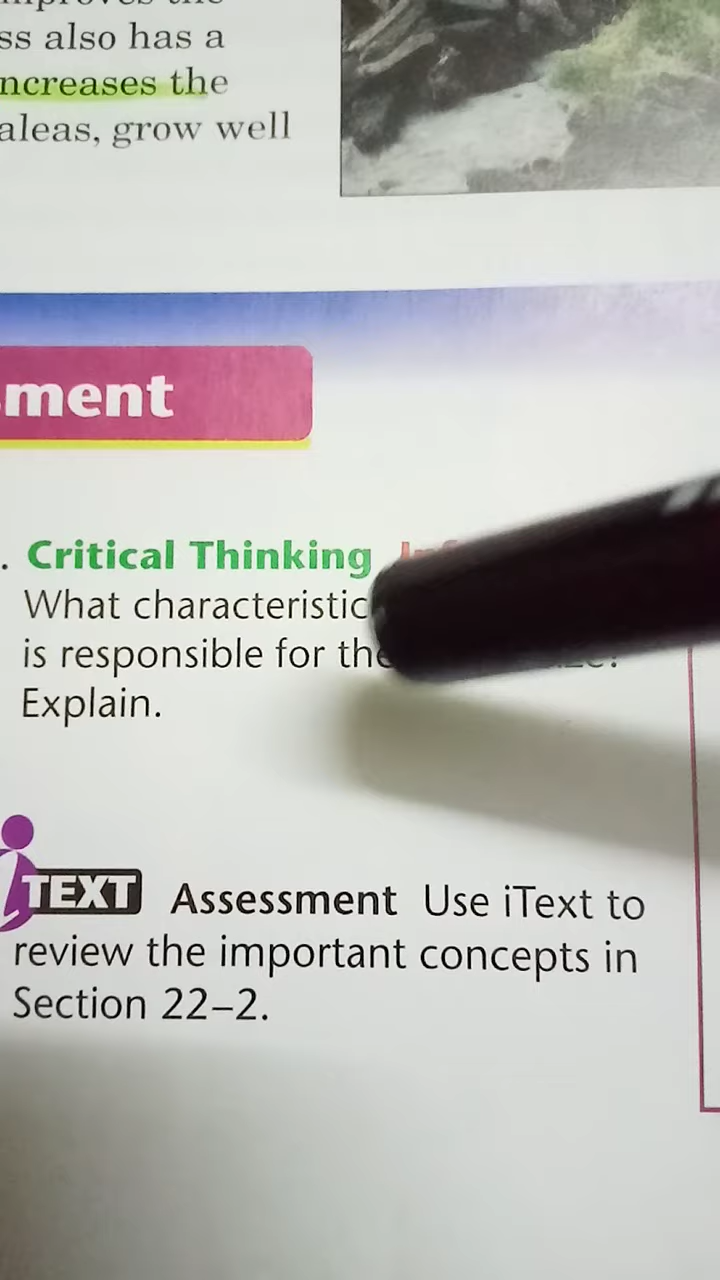 ss also has a
ncreases the
aleas, grow well
ment
. Critical Thinking
What characteristic
is responsible for the
Explain.
iTEXT Assessment Use iText to
review the important concepts in
Section 22–2.